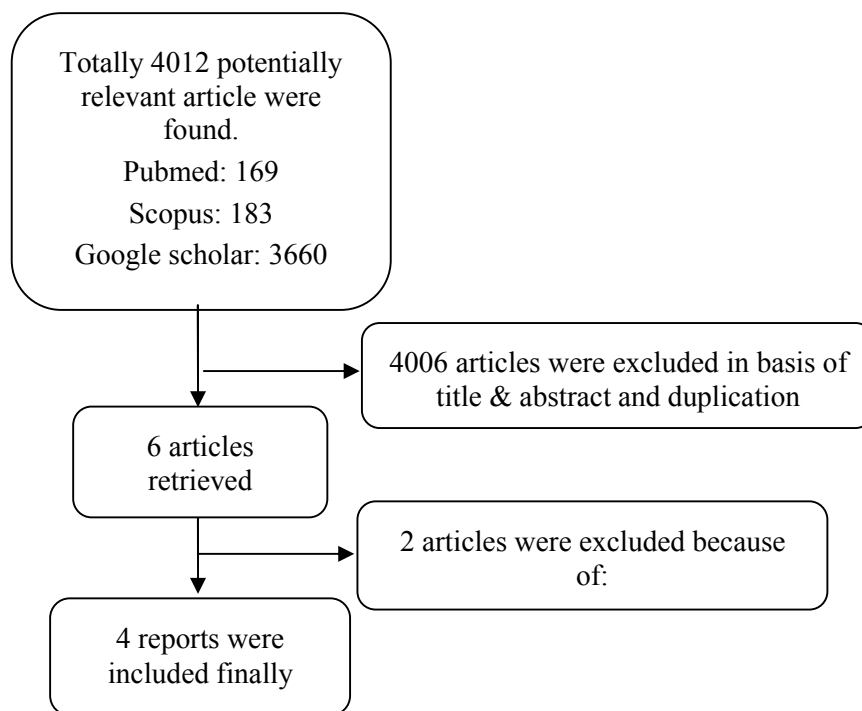 Totally 4012 potentially
relevant article were
found.
Pubmed: 169
Scopus: 183
Google scholar: 3660
4006 articles were excluded in basis of
title & abstract and duplication
6 articles
retrieved
2 articles were excluded because
of:
4 reports were
included finally